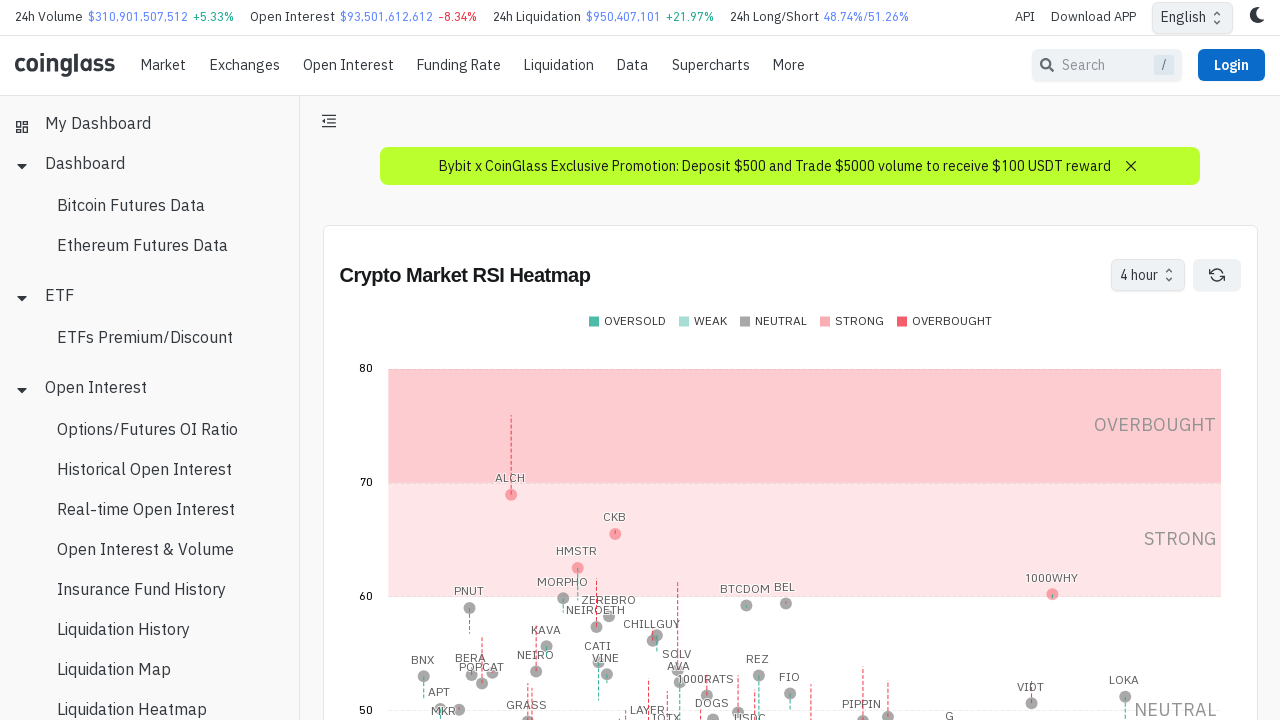 24h Volume $310,901,507,512 +5.33% Open Interest $93,501,612,612 -8.34% 24h Liquidation $950,407,101 +21.97% 24h Long/Short 48.74%/51.26% API Download APP English
coinglass Market Exchanges Open Interest Funding Rate Liquidation Data Supercharts More Search / Login
My Dashboard
Dashboard
Bitcoin Futures Data
Ethereum Futures Data
ETF
ETFs Premium/Discount
Open Interest
Options/Futures OI Ratio
Historical Open Interest
Real-time Open Interest
Open Interest & Volume
Insurance Fund History
Liquidation History
Liquidation Map
Liquidation Heatmap
Bybit x CoinGlass Exclusive Promotion: Deposit $500 and Trade $5000 volume to receive $100 USDT reward
Crypto Market RSI Heatmap 4 hour
OVERSOLD WEAK NEUTRAL STRONG OVERBOUGHT
80
OVERBOUGHT
ALCH
70
CKB
STRONG
HMSTR
1000WHY
MORPHO
BTCDOM BEL
PNUT
60
ZEREBRO
NEIROETH
CHILLGUY
KAVA
CATI
NEIRO
SOLV
BNX
BERA
VINE
REZ
POPCAT
AVA
FIO
1000RATS
LOKA
VIDT
APT
DOGS
PIPPIN
GRASS
50
MKR
LAYER
NEUTRAL
IOTX
USDC
G